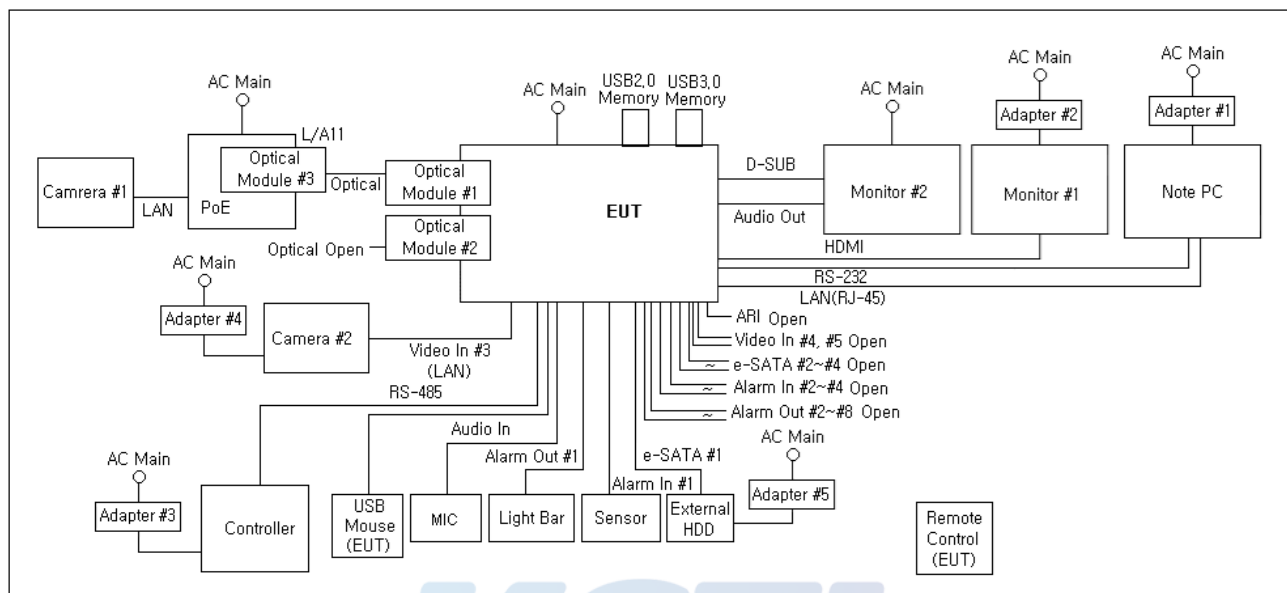 AC Main
AC Main
AC Main
AC Main
USB2.0
Memory
USB3.0
Memory
Adapter #2
Adapter #1
L/A11
Camrera #1
LAN
PoE
Optical
Module #3
Optical
Optical
Module #1
Optical
Module #2
Optical Open
EUT
D-SUB
Audio Out
Monitor #2
Monitor #1
Note PC
HDMI
RS-232
LAN(RJ-45)
AC Main
Adapter #4
Camera #2
Video In #3
(LAN)
ARI Open
Video In #4, #5 Open
~ e-SATA #2~#4 Open
~ Alarm In #2~#4 Open
~ Alarm Out #2~#8 Open
RS-485
Audio In
Alarm Out #1
e-SATA #1
Alarm In #1
AC Main
Adapter #3
Controller
USB
Mouse
(EUT)
MIC
Light Bar
Sensor
External
HDD
AC Main
Adapter #5
Remote
Control
(EUT)